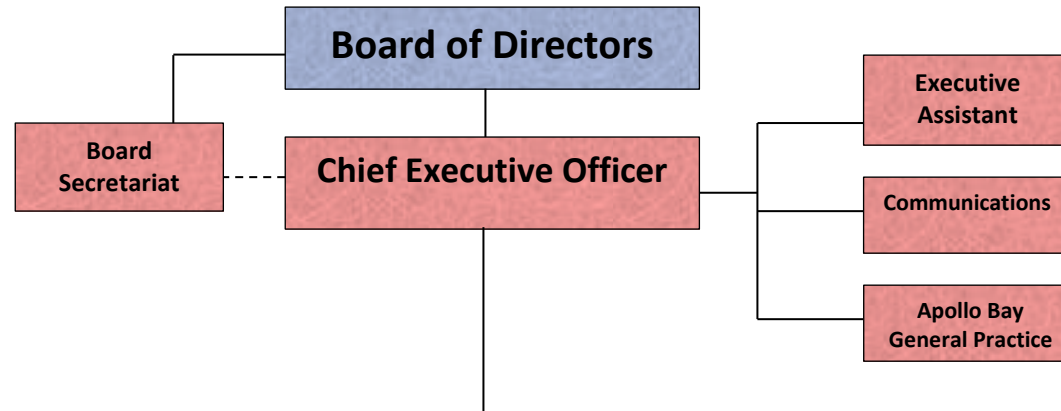 Board of Directors
Board
Secretariat
Chief Executive Officer
Executive
Assistant
Communications
Apollo Bay
General Practice